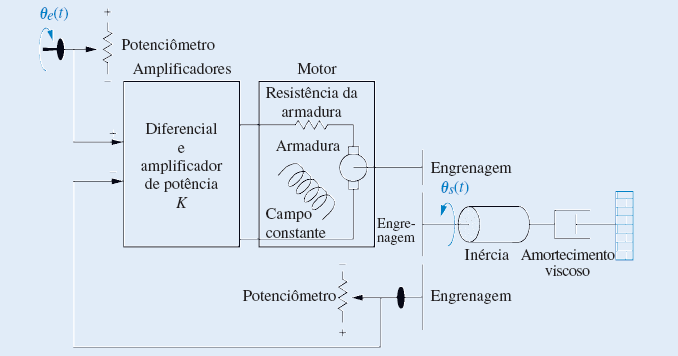 θe(t)
+
Potenciômetro
−
Amplificadores
Motor
Diferencial
e
amplificador
de potência
K
−
Resistência da
armadura
Armadura
Campo
constante
Engrenagem
θs(t)
Engre-
nagem
Inércia
Amortecimento
viscoso
−
Potenciômetro
+
Engrenagem